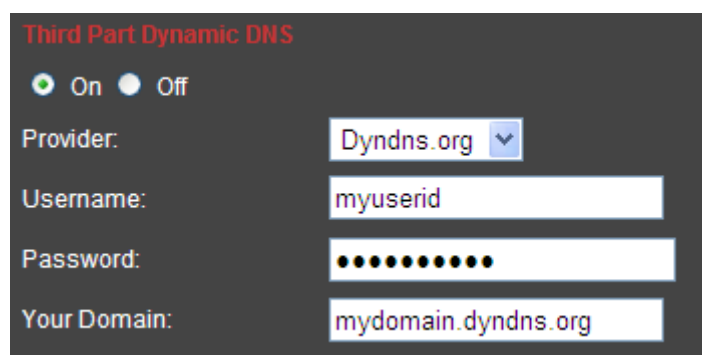 Third Part Dynamic DNS
On Off
Provider: Dyndns.org
Username: myuserid
Password: ●●●●●●●●●●
Your Domain: mydomain.dyndns.org